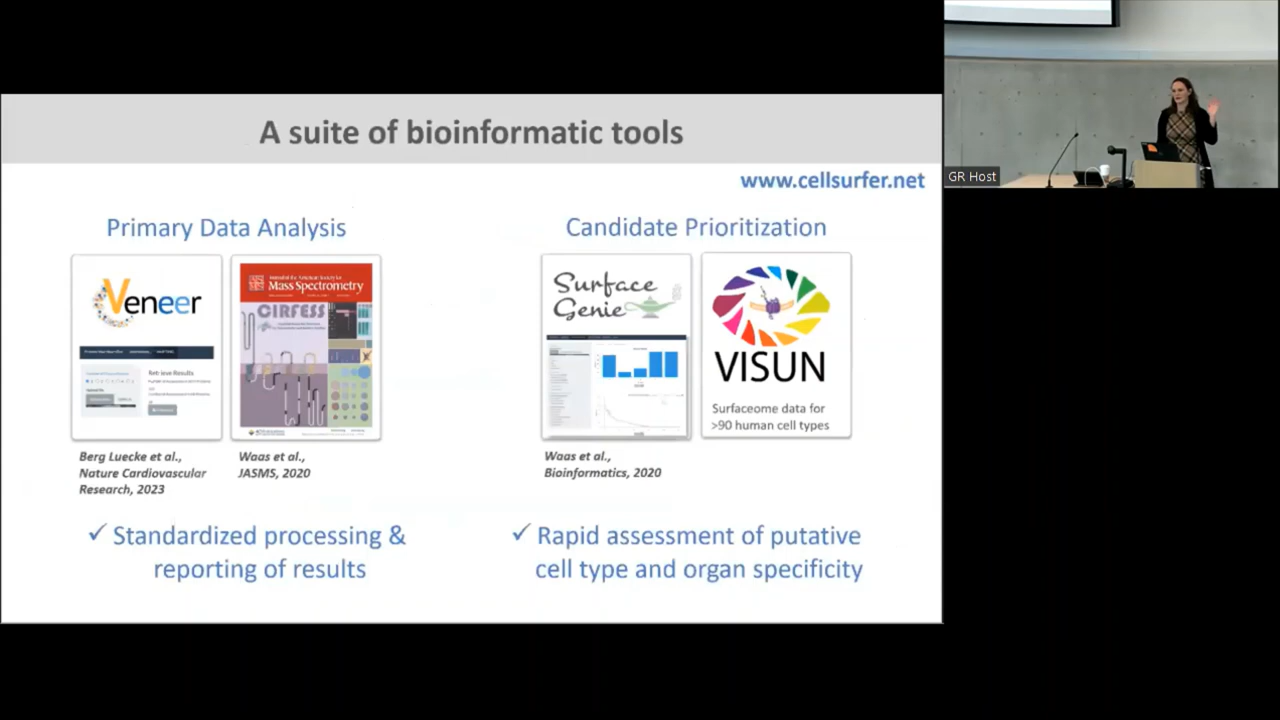 A suite of bioinformatic tools
www.cellsurfer.net
GR Host
Primary Data Analysis
Candidate Prioritization
Veneer
Retrieve Results
Mass Spectrometry
CIRFESS
Surface
Genie
VISUN
Surfaceome data for
>90 human cell types
Berg Luecke et al.,
Nature Cardiovascular
Research, 2023
Waas et al.,
JASMS, 2020
Waas et al.,
Bioinformatics, 2020
✓ Standardized processing &
reporting of results
✓ Rapid assessment of putative
cell type and organ specificity